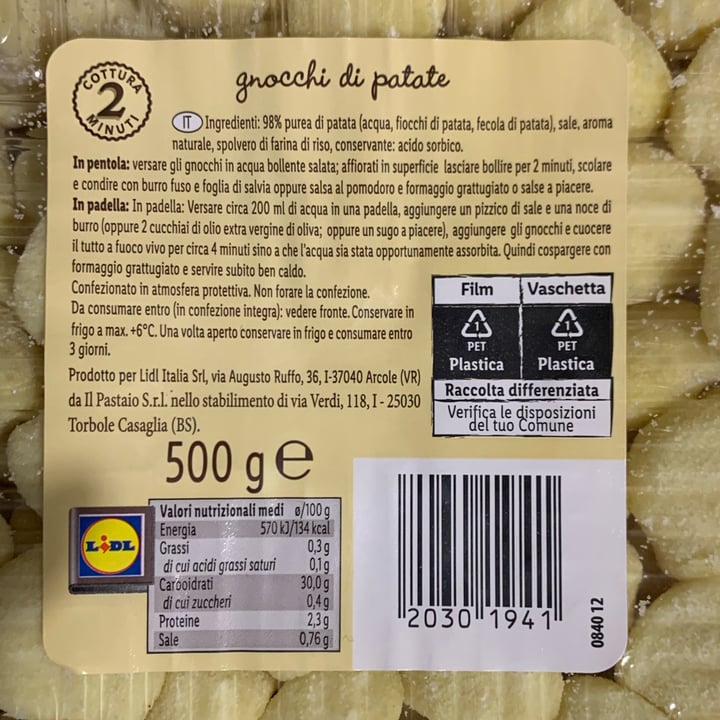 COTTURA
2
MINUTI
gnocchi di patate
IT Ingredienti: 98% purea di patata (acqua, fiocchi di patata, fecola di patata), sale, aroma
naturale, spolvero di farina di riso, conservante: acido sorbico.
In pentola: versare gli gnocchi in acqua bollente salata; affiorati in superficie lasciare bollire per 2 minuti, scolare
e condire con burro fuso e foglia di salvia oppure salsa al pomodoro e formaggio grattugiato o salse a piacere.
In padella: In padella: Versare circa 200 ml di acqua in una padella, aggiungere un pizzico di sale e una noce di
burro (oppure 2 cucchiai di olio extra vergine di oliva; oppure un sugo a piacere), aggiungere gli gnocchi e cuocere
il tutto a fuoco vivo per circa 4 minuti sino a che l'acqua sia stata opportunamente assorbita. Quindi cospargere con
formaggio grattugiato e servire subito ben caldo.
Confezionato in atmosfera protettiva. Non forare la confezione.
Da consumare entro (in confezione integra): vedere fronte. Conservare in
frigo a max. +6°C. Una volta aperto conservare in frigo e consumare entro
3 giorni.
Prodotto per Lidl Italia Srl, via Augusto Ruffo, 36, I-37040 Arcole (VR)
da Il Pastaio S.r.l. nello stabilimento di via Verdi, 118, I - 25030
Torbole Casaglia (BS).
Film Vaschetta
1 1
PET PET
Plastica Plastica
Raccolta differenziata
Verifica le disposizioni
del tuo Comune
500 g e
LIDL
Valori nutrizionali medi ø/100 g
Energia 570 kJ/134 kcal
Grassi 0,3 g
di cui acidi grassi saturi 0,1 g
Carboidrati 30,0 g
di cui zuccheri 0,4 g
Proteine 2,3 g
Sale 0,76 g
2030 1941
0840 12